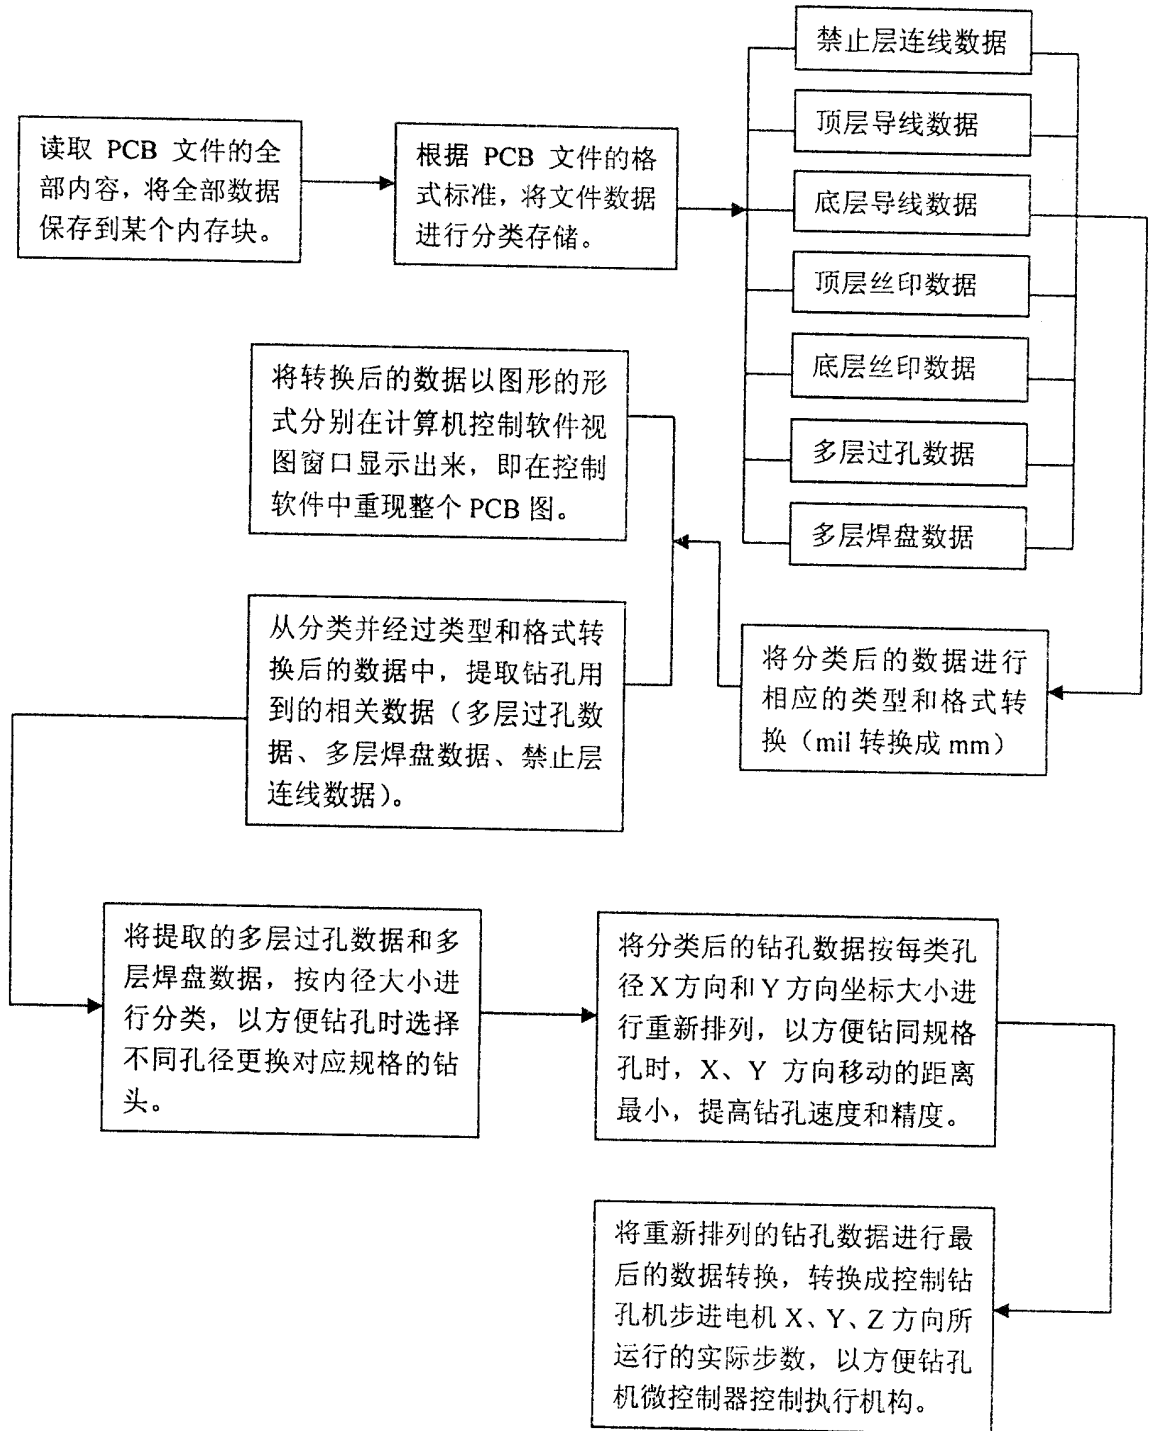 读取 PCB 文件的全
部内容，将全部数据
保存到某个内存块。
根据 PCB 文件的格
式标准，将文件数据
进行分类存储。
禁止层连线数据
顶层导线数据
底层导线数据
顶层丝印数据
底层丝印数据
多层过孔数据
多层焊盘数据
将分类后的数据进行
相应的类型和格式转
换（mil 转换成 mm）
将转换后的数据以图形的形
式分别在计算机控制软件视
图窗口显示出来，即在控制
软件中重现整个 PCB 图。
从分类并经过类型和格式转
换后的数据中，提取钻孔用
到的相关数据（多层过孔数
据、多层焊盘数据、禁止层
连线数据）。
将提取的多层过孔数据和多
层焊盘数据，按内径大小进
行分类，以方便钻孔时选择
不同孔径更换对应规格的钻
头。
将分类后的钻孔数据按每类孔
径 X 方向和 Y 方向坐标大小进
行重新排列，以方便钻同规格
孔时，X、Y 方向移动的距离
最小，提高钻孔速度和精度。
将重新排列的钻孔数据进行最
后的数据转换，转换成控制钻
孔机步进电机 X、Y、Z 方向所
运行的实际步数，以方便钻孔
机微控制器控制执行机构。